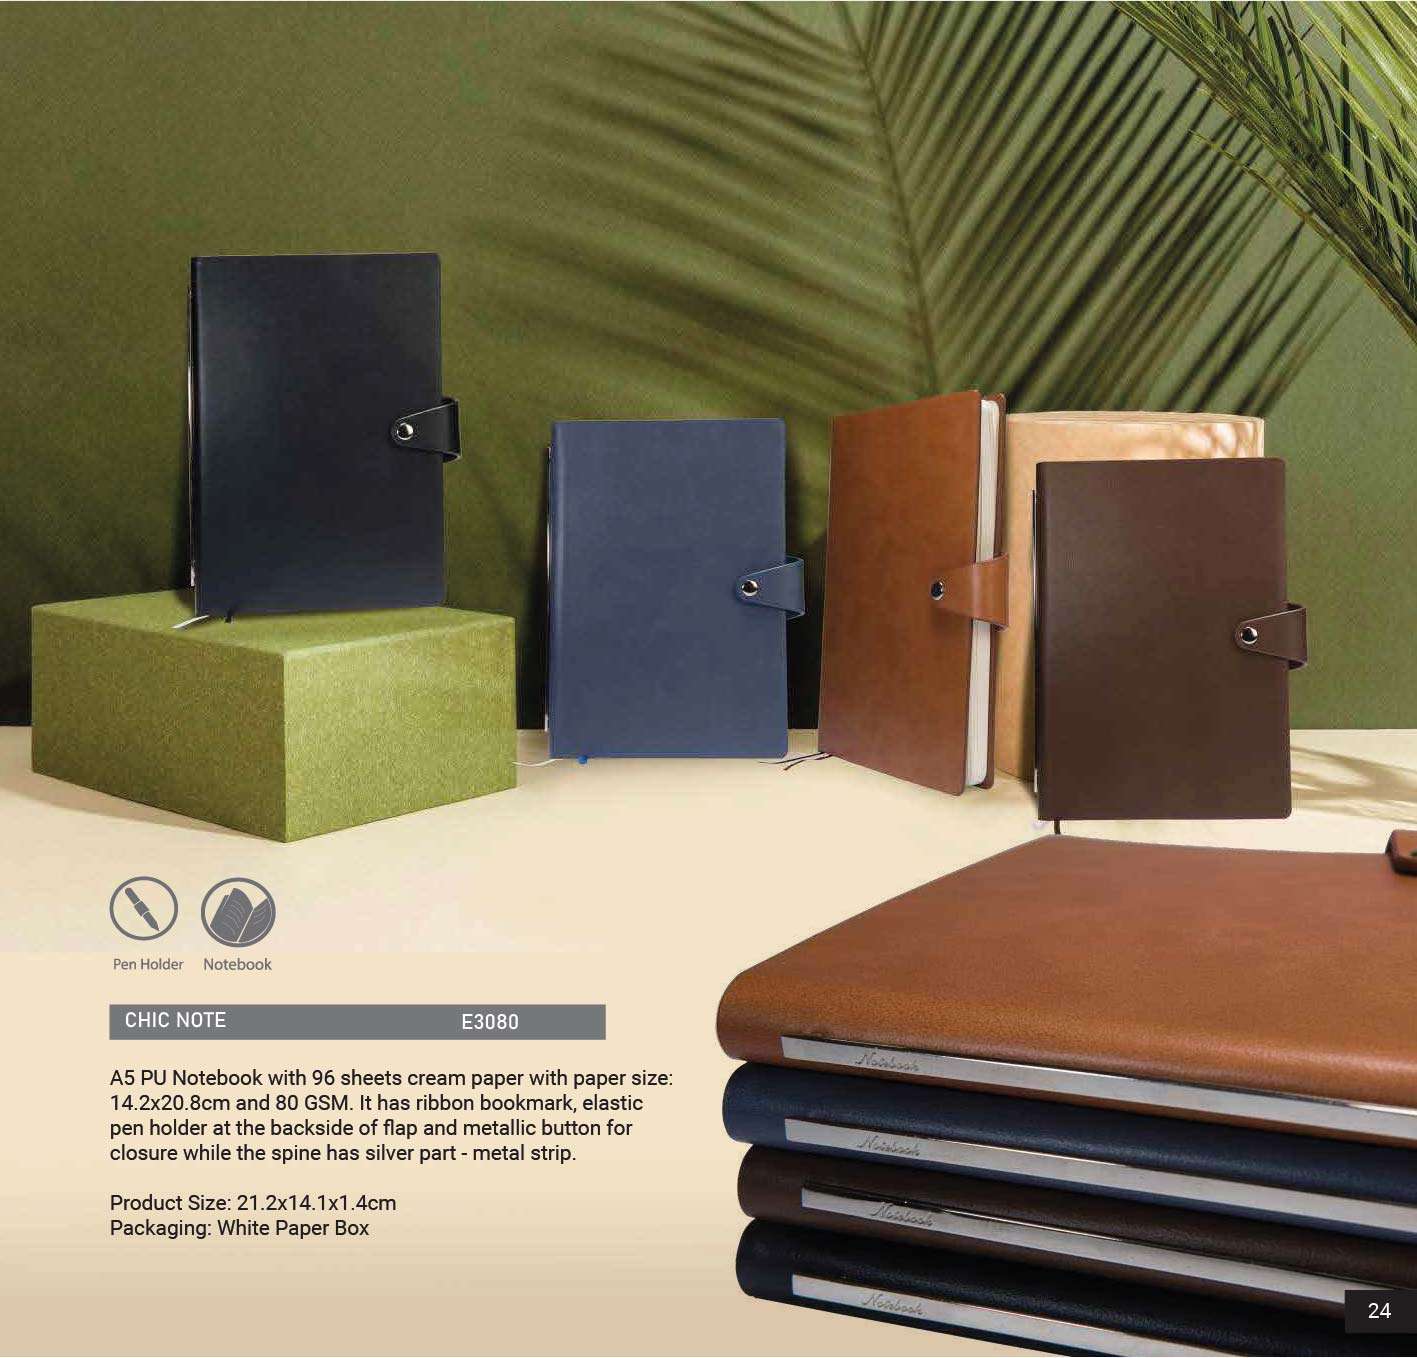 Pen Holder Notebook
CHIC NOTE E3080
A5 PU Notebook with 96 sheets cream paper with paper size:
14.2x20.8cm and 80 GSM. It has ribbon bookmark, elastic
pen holder at the backside of flap and metallic button for
closure while the spine has silver part - metal strip.
Product Size: 21.2x14.1x1.4cm
Packaging: White Paper Box
Notebook
Notebook
Notebook
Notebook
24